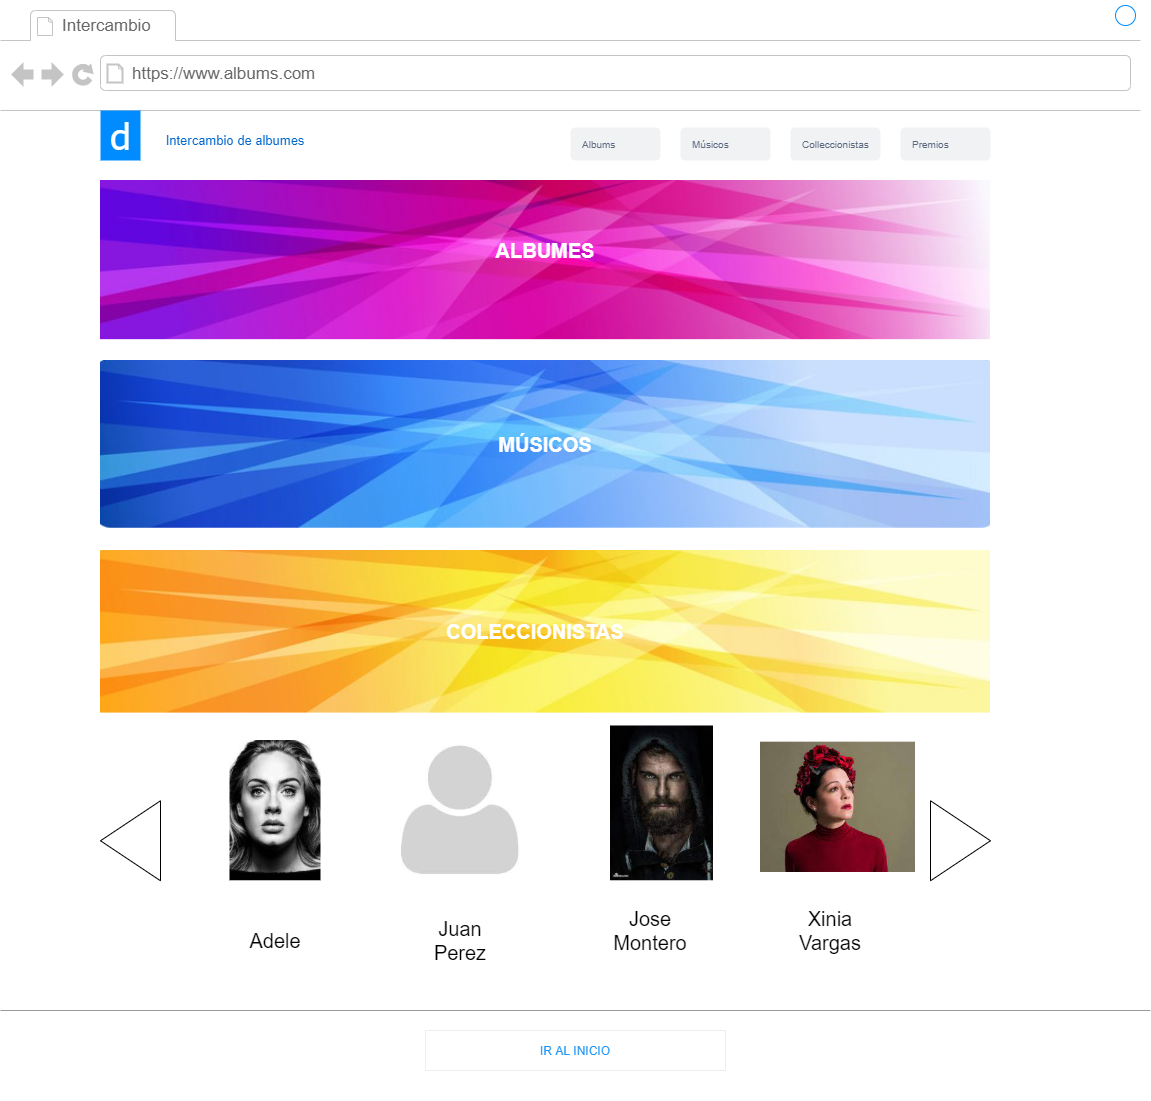 Intercambio
https://www.albums.com
d
Intercambio de albumes
Albums
Músicos
Colleccionistas
Premios
ALBUMES
MÚSICOS
COLECCIONISTAS
Adele
Juan
Perez
Jose
Montero
Xinia
Vargas
IR AL INICIO